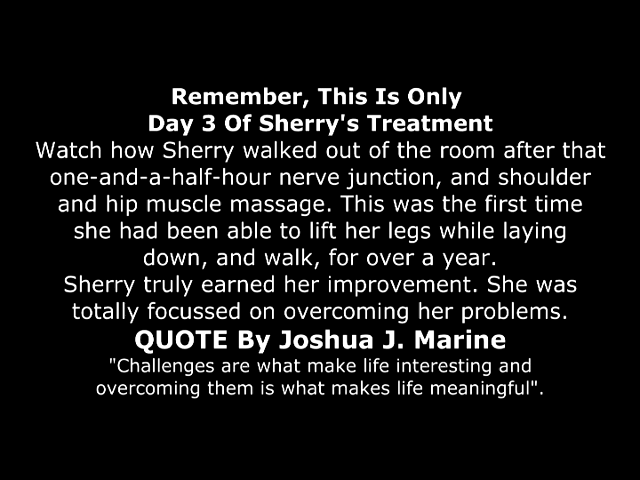 Remember, This Is Only
Day 3 Of Sherry's Treatment
Watch how Sherry walked out of the room after that
one-and-a-half-hour nerve junction, and shoulder
and hip muscle massage. This was the first time
she had been able to lift her legs while laying
down, and walk, for over a year.
Sherry truly earned her improvement. She was
totally focussed on overcoming her problems.
QUOTE By Joshua J. Marine
"Challenges are what make life interesting and
overcoming them is what makes life meaningful".